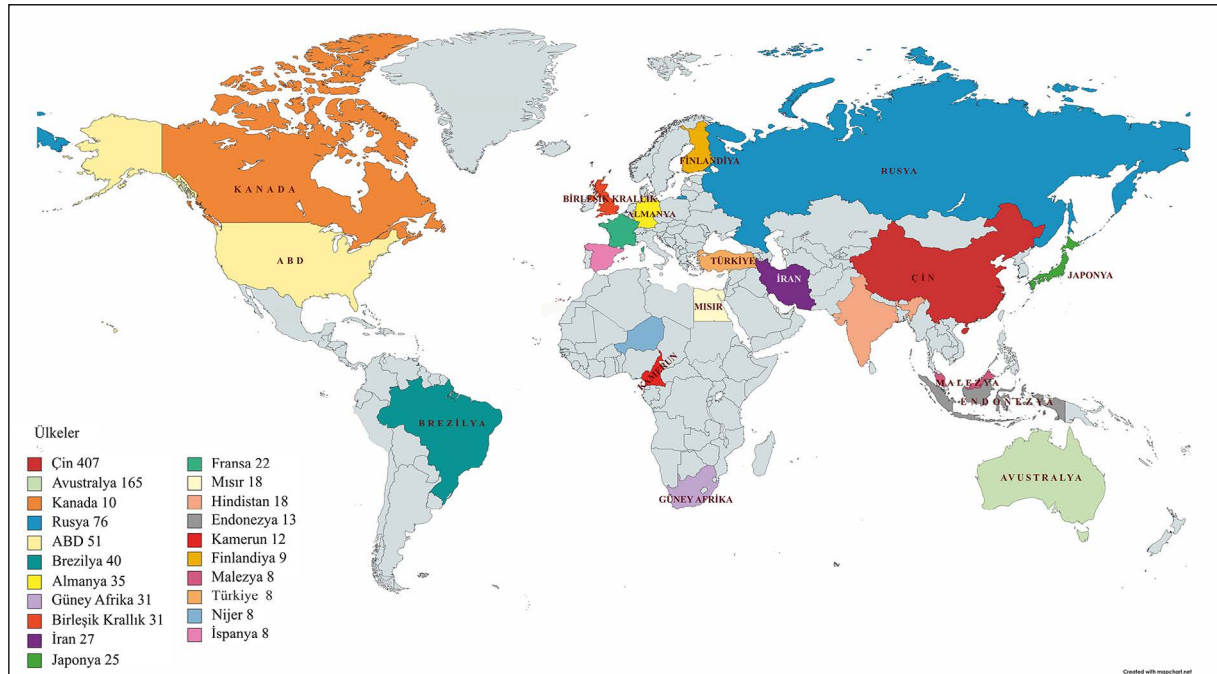 KANADA
ABD
BREZİLYA
FİNLANDİYA
RUSYA
BİRLEŞİK KRALLIK
ALMANYA
TÜRKİYE
İRAN
ÇİN
JAPONYA
MISIR
KAMERUN
MALEZYA
ENDONEZYA
GÜNEY AFRİKA
AVUSTRALYA
Ülkeler
Çin 407
Avustralya 165
Kanada 10
Rusya 76
ABD 51
Brezilya 40
Almanya 35
Güney Afrika 31
Birleşik Krallık 31
İran 27
Japonya 25
Fransa 22
Mısır 18
Hindistan 18
Endonezya 13
Kamerun 12
Finlandiya 9
Malezya 8
Türkiye 8
Nijer 8
İspanya 8
Created with mapchart.net